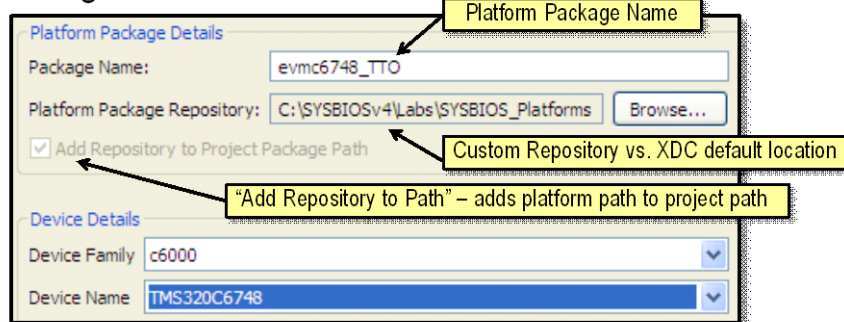 Platform Package Name
Platform Package Details
Package Name: evmc6748_TTO
Platform Package Repository: C:\SYSBIOSv4\Labs\SYSBIOS_Platforms Browse...
Add Repository to Project Package Path
Custom Repository vs. XDC default location
“Add Repository to Path” – adds platform path to project path
Device Details
Device Family c6000
Device Name TMS320C6748